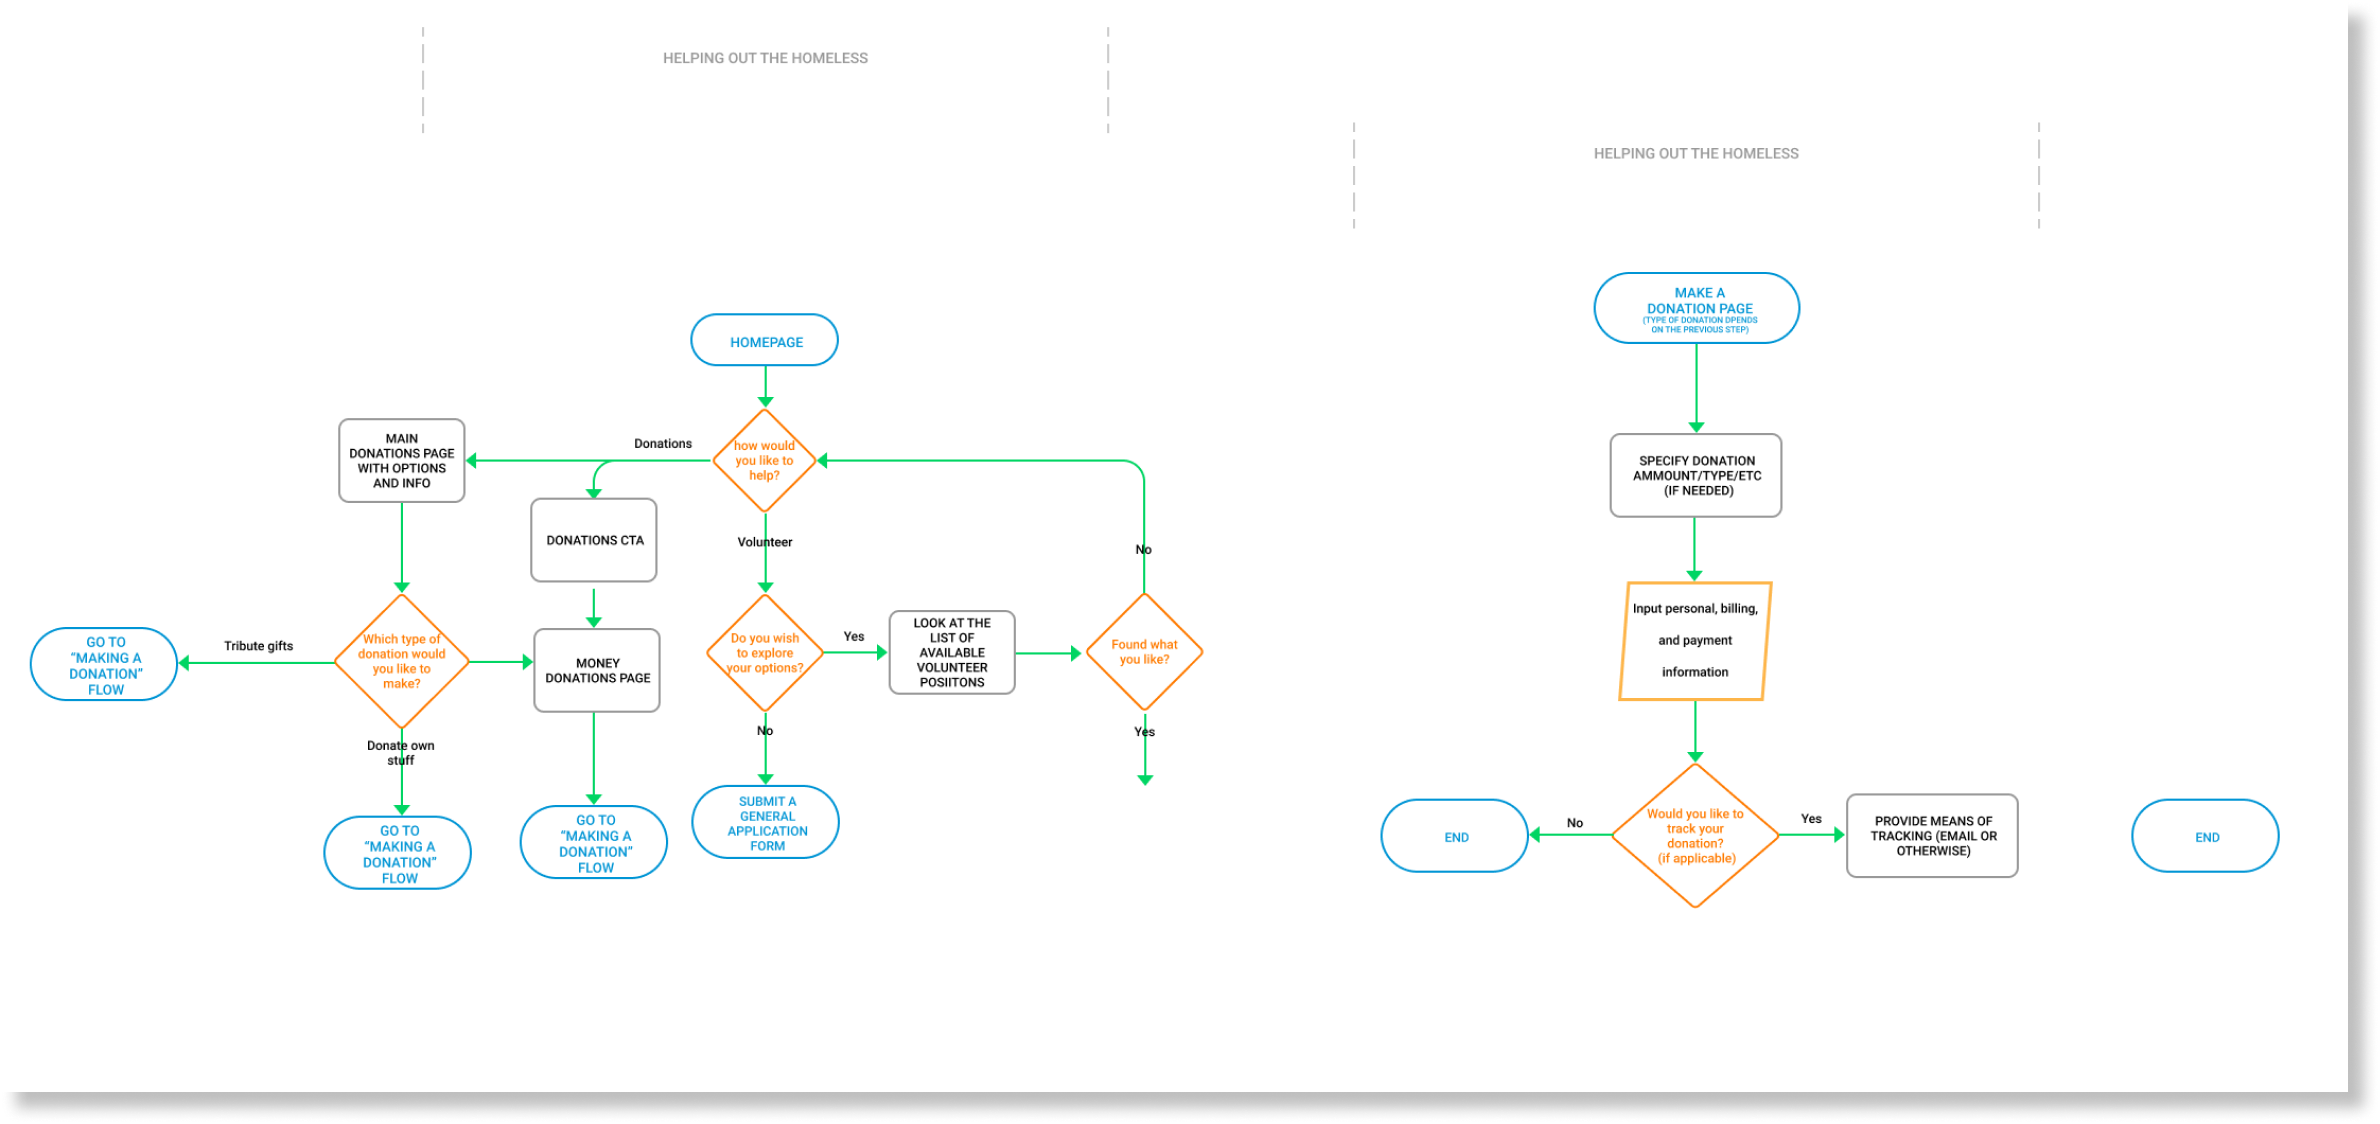 HELPING OUT THE HOMELESS
HOMEPAGE
how would
you like to
help?
Donations
MAIN
DONATIONS PAGE
WITH OPTIONS
AND INFO
DONATIONS CTA
Volunteer
No
Which type of
donation would
you like to
make?
Tribute gifts
GO TO
“MAKING A
DONATION”
FLOW
MONEY
DONATIONS PAGE
Do you wish
to explore
your options?
Yes
LOOK AT THE
LIST OF
AVAILABLE
VOLUNTEER
POSIITONS
Found what
you like?
Donate own
stuff
No
Yes
GO TO
“MAKING A
DONATION”
FLOW
GO TO
“MAKING A
DONATION”
FLOW
SUBMIT A
GENERAL
APPLICATION
FORM
HELPING OUT THE HOMELESS
MAKE A
DONATION PAGE
(TYPE OF DONATION DPENDS
ON THE PREVIOUS STEP)
SPECIFY DONATION
AMMOUNT/TYPE/ETC
(IF NEEDED)
Input personal, billing,
and payment
information
Would you like to
track your
donation?
(if applicable)
No
END
Yes
PROVIDE MEANS OF
TRACKING (EMAIL OR
OTHERWISE)
END